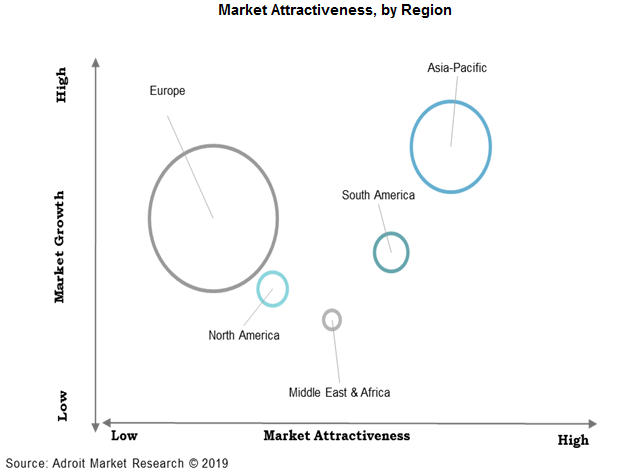 Market Attractiveness, by Region
High
Asia-Pacific
Europe
South America
Market Growth
North America
Middle East & Africa
Low
Low
Market Attractiveness
High
Source: Adroit Market Research © 2019